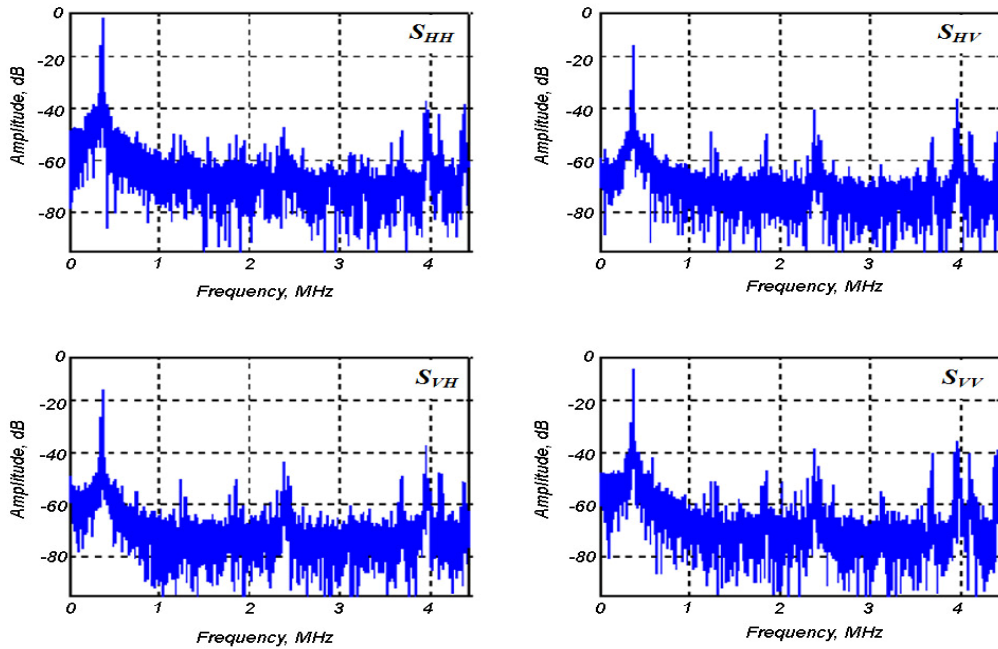 0
-20
-40
-60
-80
Amplitude, dB
S_HH
0 1 2 3 4
Frequency, MHz
0
-20
-40
-60
-80
Amplitude, dB
S_HV
0 1 2 3 4
Frequency, MHz
0
-20
-40
-60
-80
Amplitude, dB
S_VH
0 1 2 3 4
Frequency, MHz
0
-20
-40
-60
-80
Amplitude, dB
S_VV
0 1 2 3 4
Frequency, MHz